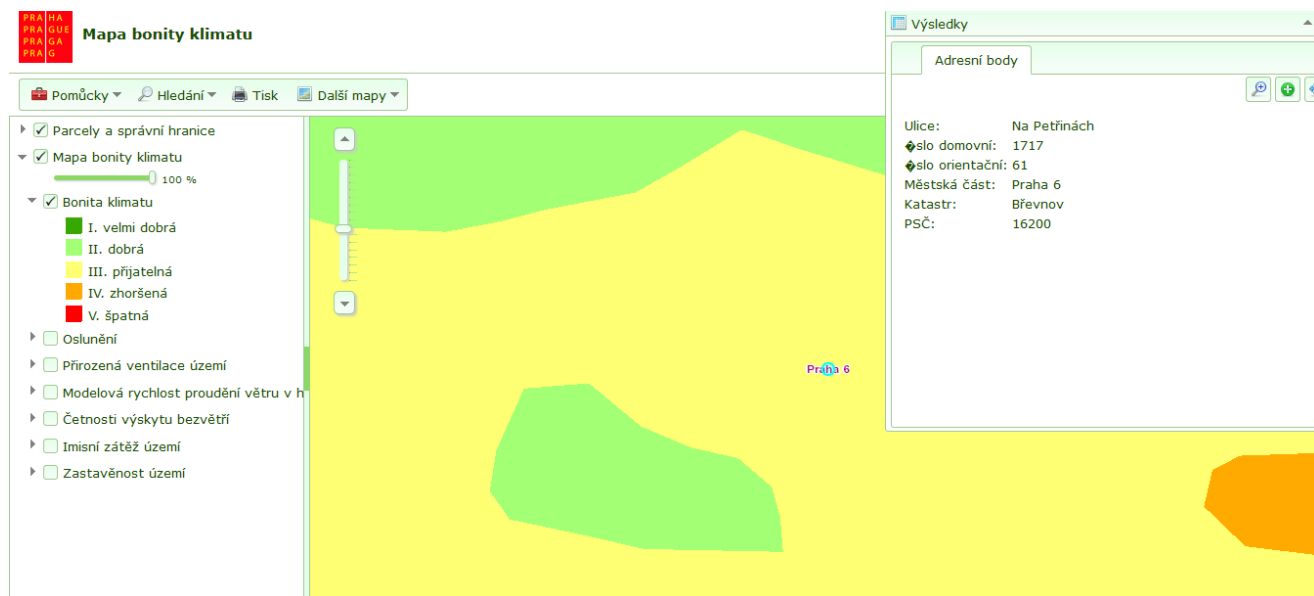 PRA HA
PRA GUE
PRA GA
PRA G
Mapa bonity klimatu
Pomůcky
Hledání
Tisk
Další mapy
Parcely a správní hranice
Mapa bonity klimatu
100 %
Bonita klimatu
I. velmi dobrá
II. dobrá
III. přijatelná
IV. zhoršená
V. špatná
Oslunění
Přirozená ventilace území
Modelová rychlost proudění větru v h
Četnosti výskytu bezvětří
Imisní zátěž území
Zastavěnost území
Praha 6
Výsledky
Adresní body
Ulice: Na Petřinách
�slo domovní: 1717
�slo orientační: 61
Městská část: Praha 6
Katastr: Břevnov
PSČ: 16200